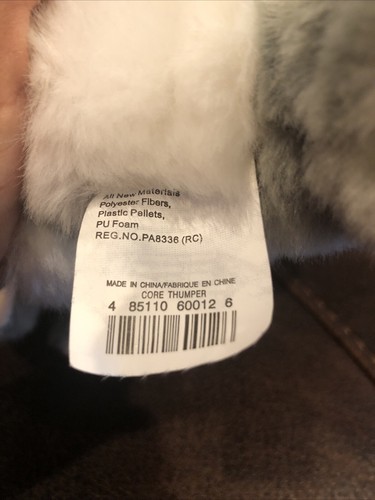 All New Materials
Polyester Fibers,
Plastic Pellets,
PU Foam
REG.NO.PA8336 (RC)
MADE IN CHINA/FABRIQUE EN CHINE
CORE THUMPER
4 85110 60012 6